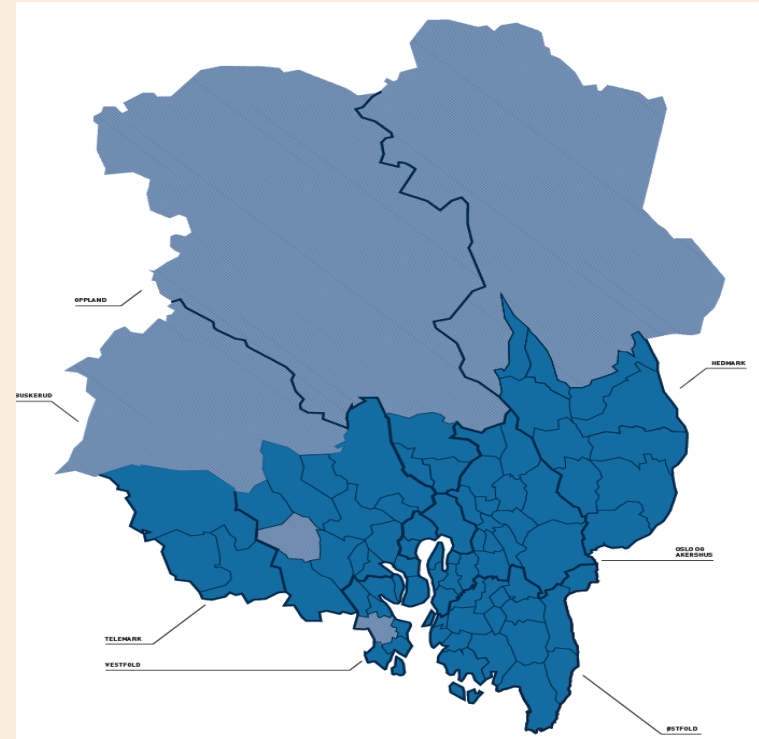 OPPLAND
HEDMARK
BUSKERUD
OSLO OG
AKERSHUS
TELEMARK
VESTFOLD
ØSTFOLD